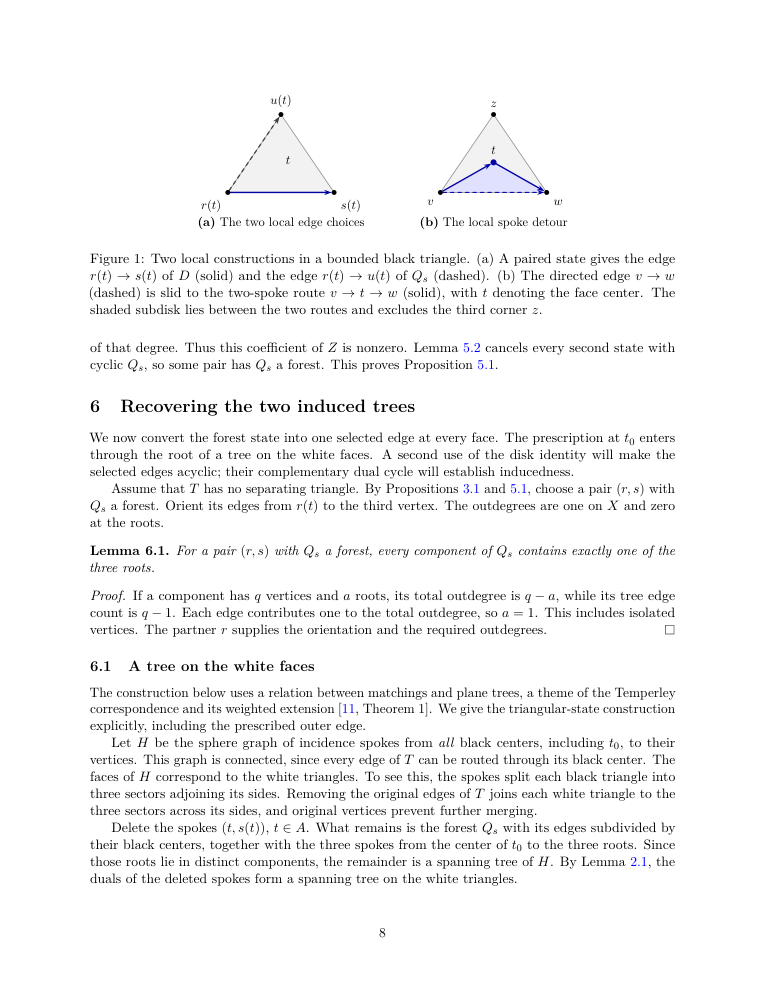 u(t)
t
r(t)
s(t)
(a) The two local edge choices
z
t
v
w
(b) The local spoke detour
Figure 1: Two local constructions in a bounded black triangle. (a) A paired state gives the edge
r(t) → s(t) of D (solid) and the edge r(t) → u(t) of Qₛ (dashed). (b) The directed edge v → w
(dashed) is slid to the two-spoke route v → t → w (solid), with t denoting the face center. The
shaded subdisk lies between the two routes and excludes the third corner z.
of that degree. Thus this coefficient of Z is nonzero. Lemma 5.2 cancels every second state with
cyclic Qₛ, so some pair has Qₛ a forest. This proves Proposition 5.1.
6 Recovering the two induced trees
We now convert the forest state into one selected edge at every face. The prescription at t₀ enters
through the root of a tree on the white faces. A second use of the disk identity will make the
selected edges acyclic; their complementary dual cycle will establish inducedness.
Assume that T has no separating triangle. By Propositions 3.1 and 5.1, choose a pair (r, s) with
Qₛ a forest. Orient its edges from r(t) to the third vertex. The outdegrees are one on X and zero
at the roots.
Lemma 6.1. For a pair (r, s) with Qₛ a forest, every component of Qₛ contains exactly one of the
three roots.
Proof. If a component has q vertices and a roots, its total outdegree is q − a, while its tree edge
count is q − 1. Each edge contributes one to the total outdegree, so a = 1. This includes isolated
vertices. The partner r supplies the orientation and the required outdegrees. □
6.1 A tree on the white faces
The construction below uses a relation between matchings and plane trees, a theme of the Temperley
correspondence and its weighted extension [11, Theorem 1]. We give the triangular-state construction
explicitly, including the prescribed outer edge.
Let H be the sphere graph of incidence spokes from all black centers, including t₀, to their
vertices. This graph is connected, since every edge of T can be routed through its black center. The
faces of H correspond to the white triangles. To see this, the spokes split each black triangle into
three sectors adjoining its sides. Removing the original edges of T joins each white triangle to the
three sectors across its sides, and original vertices prevent further merging.
Delete the spokes (t, s(t)), t ∈ A. What remains is the forest Qₛ with its edges subdivided by
their black centers, together with the three spokes from the center of t₀ to the three roots. Since
those roots lie in distinct components, the remainder is a spanning tree of H. By Lemma 2.1, the
duals of the deleted spokes form a spanning tree on the white triangles.
8